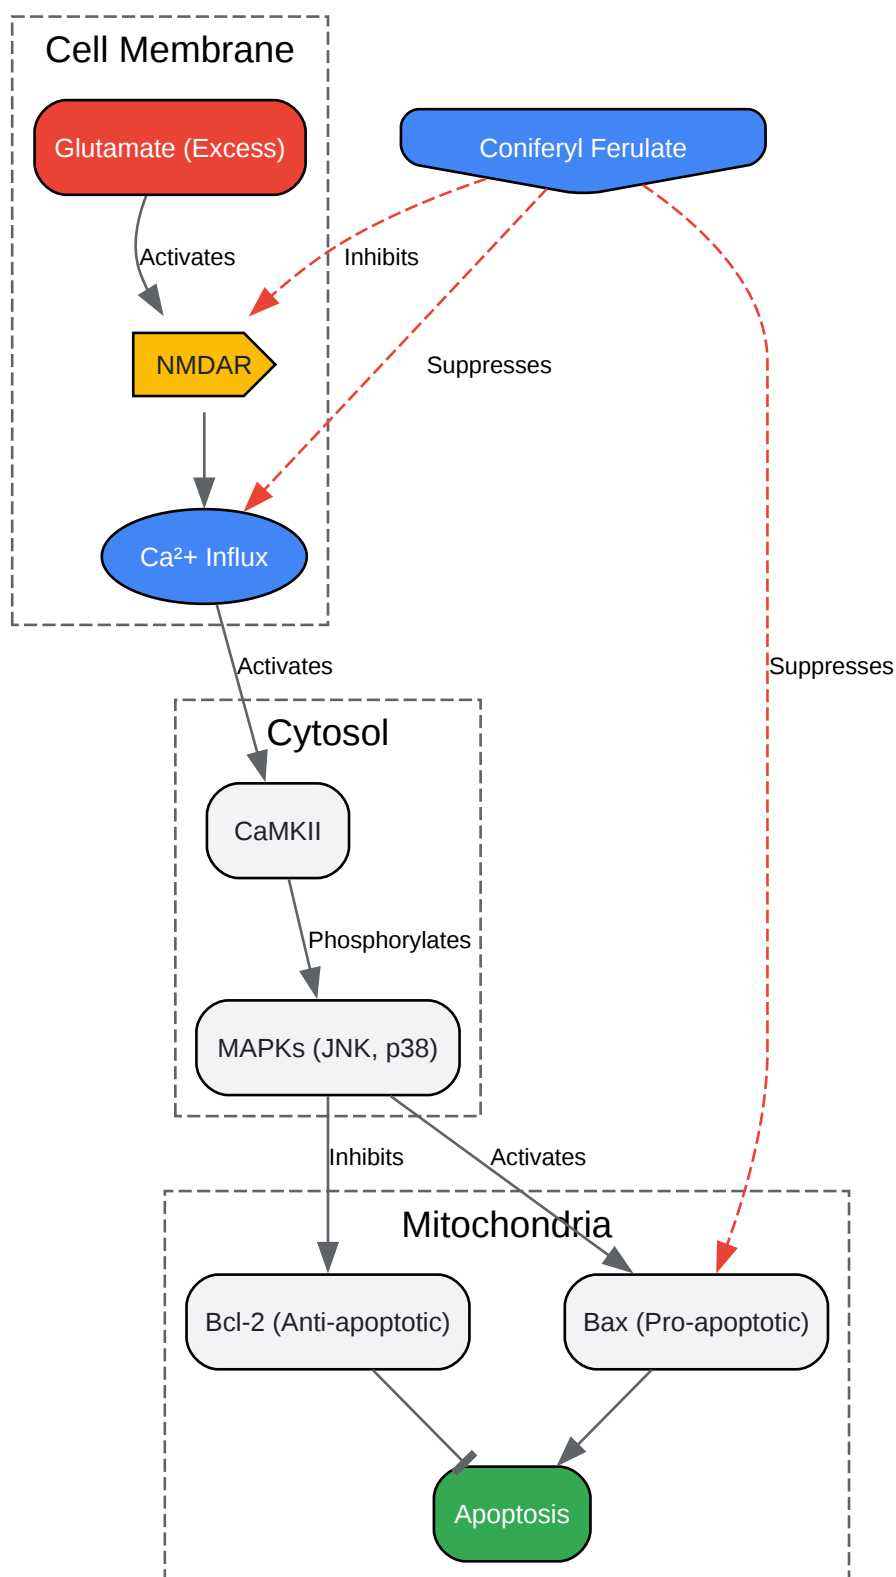 Cell Membrane
Glutamate (Excess)
Coniferyl Ferulate
Activates
Inhibits
NMDAR
Suppresses
Ca²+ Influx
Activates
Suppresses
Cytosol
CaMKII
Phosphorylates
MAPKs (JNK, p38)
Inhibits
Activates
Mitochondria
Bcl-2 (Anti-apoptotic)
Bax (Pro-apoptotic)
Apoptosis